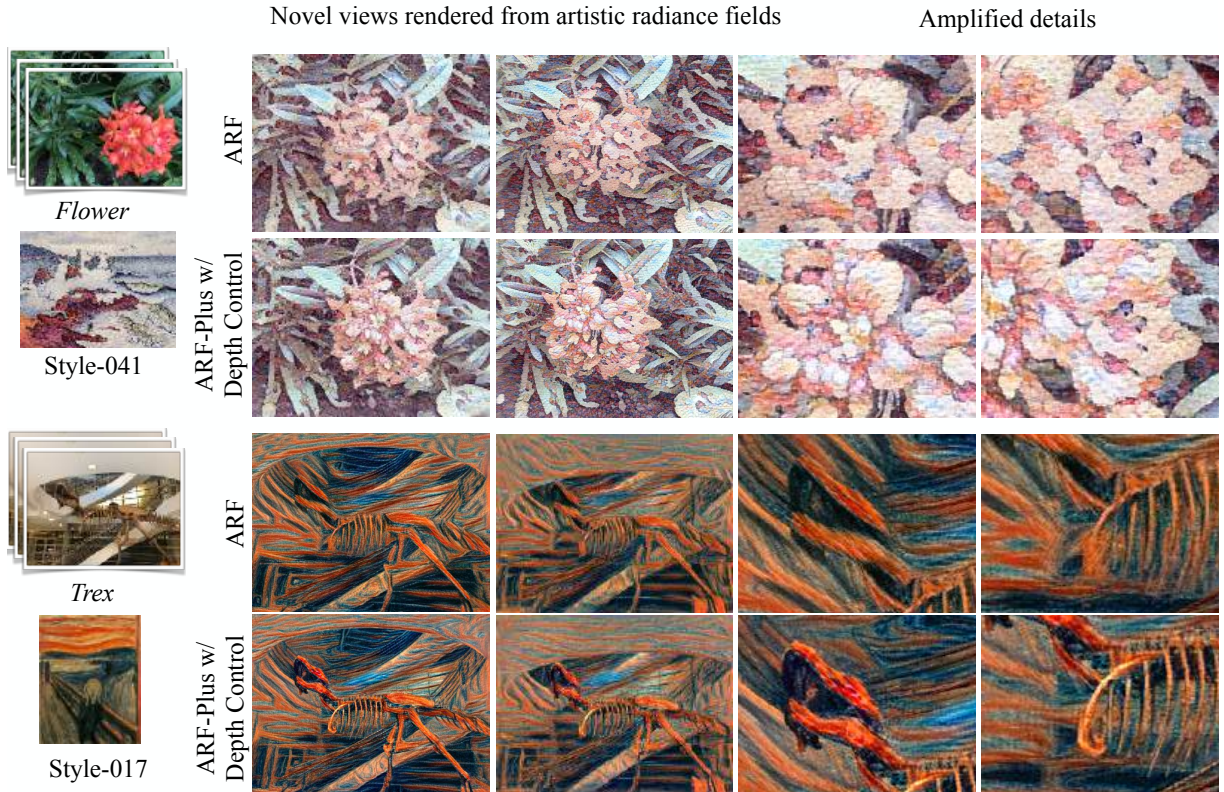 Novel views rendered from artistic radiance fields
Amplified details
Flower
Style-041
ARF
ARF-Plus w/
Depth Control
Trex
Style-017
ARF
ARF-Plus w/
Depth Control